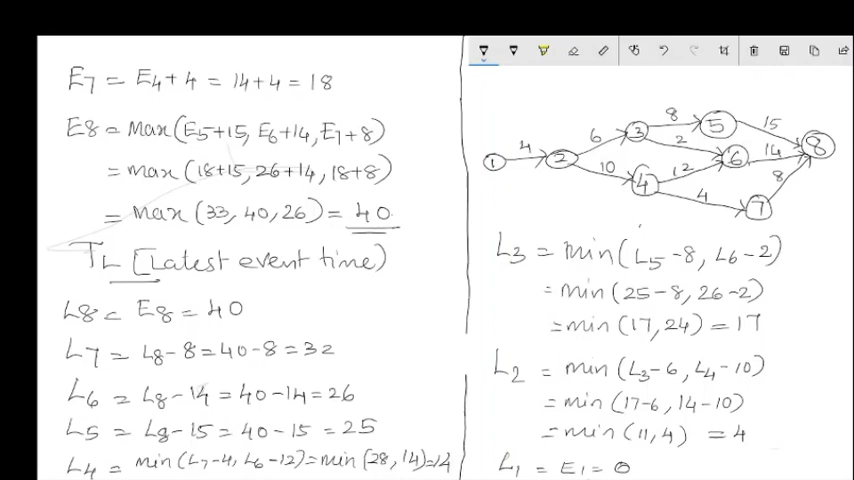 E7 = E4+4 = 14+4 = 18
E8 = Max(E5+15, E6+14, E7+8)
= max (18+15, 26+14, 18+8)
= max (33, 40, 26) = 40
TL [Latest event time)
L8 = E8 = 40
L7 = L8-8 = 40-8 = 32
L6 = L8-14 = 40-14 = 26
L5 = L8-15 = 40-15 = 25
L4 = min(L7-4, L6-12) = min(28, 14) = 14
1 4 2 6 3 8 5 15 8
10 4 2 12 6 14
4 7 8
L3 = min(L5-8, L6-2)
= min(25-8, 26-2)
= min(17, 24) = 17
L2 = min(L3-6, L4-10)
= min(17-6, 14-10)
= min(11, 4) = 4
L1 = E1 = 0